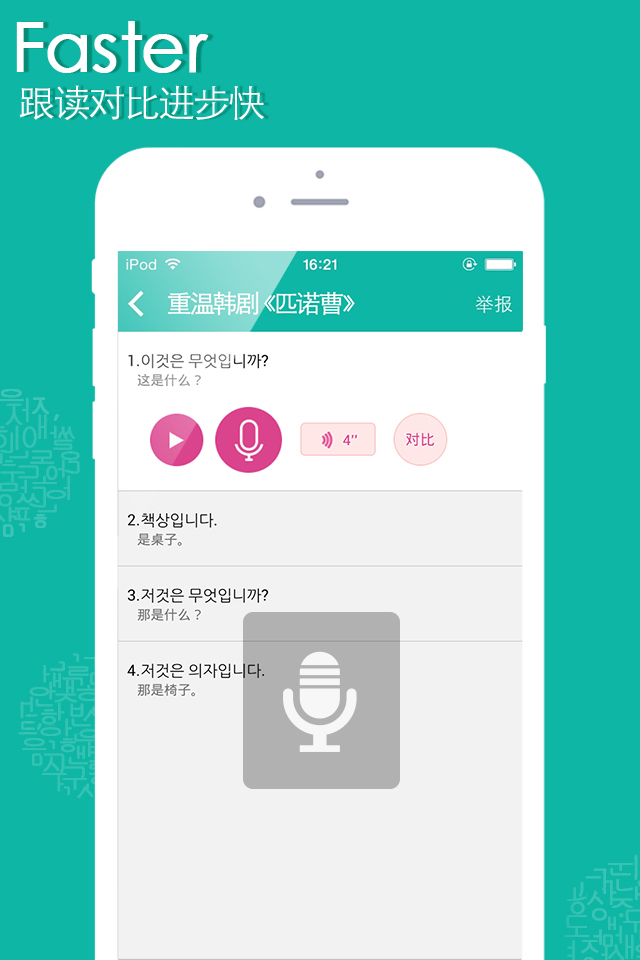 Faster
跟读对比进步快
iPod 16:21
重温韩剧《匹诺曹》 举报
1.이것은 무엇입니까?
这是什么？
4’’ 对比
2.책상입니다.
是桌子。
3.저것은 무엇입니까?
那是什么？
4.저것은 의자입니다.
那是椅子。